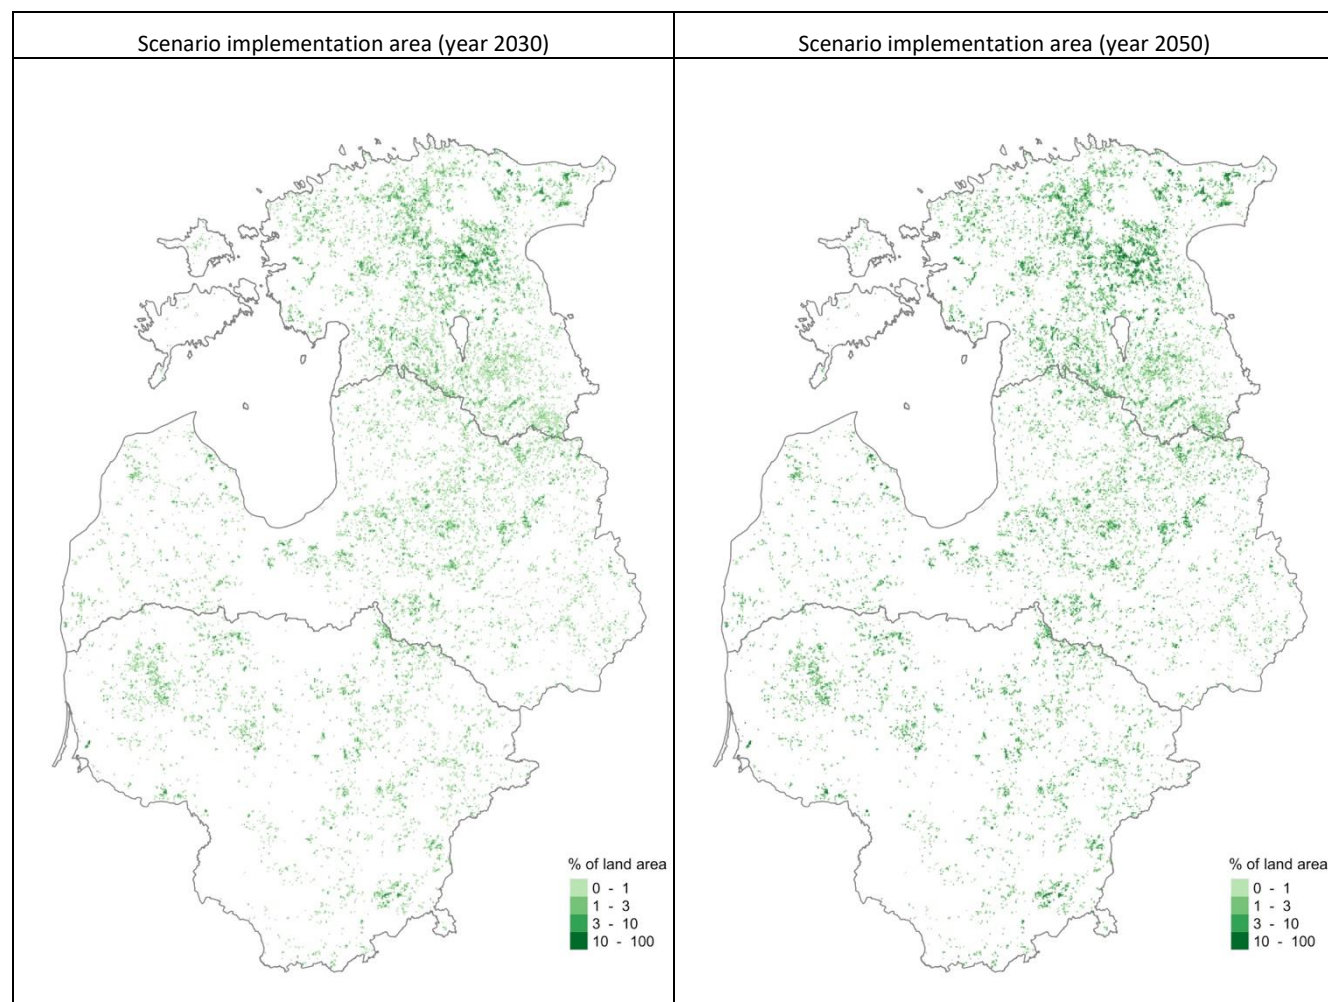 Scenario implementation area (year 2030)
Scenario implementation area (year 2050)
% of land area
0 - 1
1 - 3
3 - 10
10 - 100
% of land area
0 - 1
1 - 3
3 - 10
10 - 100